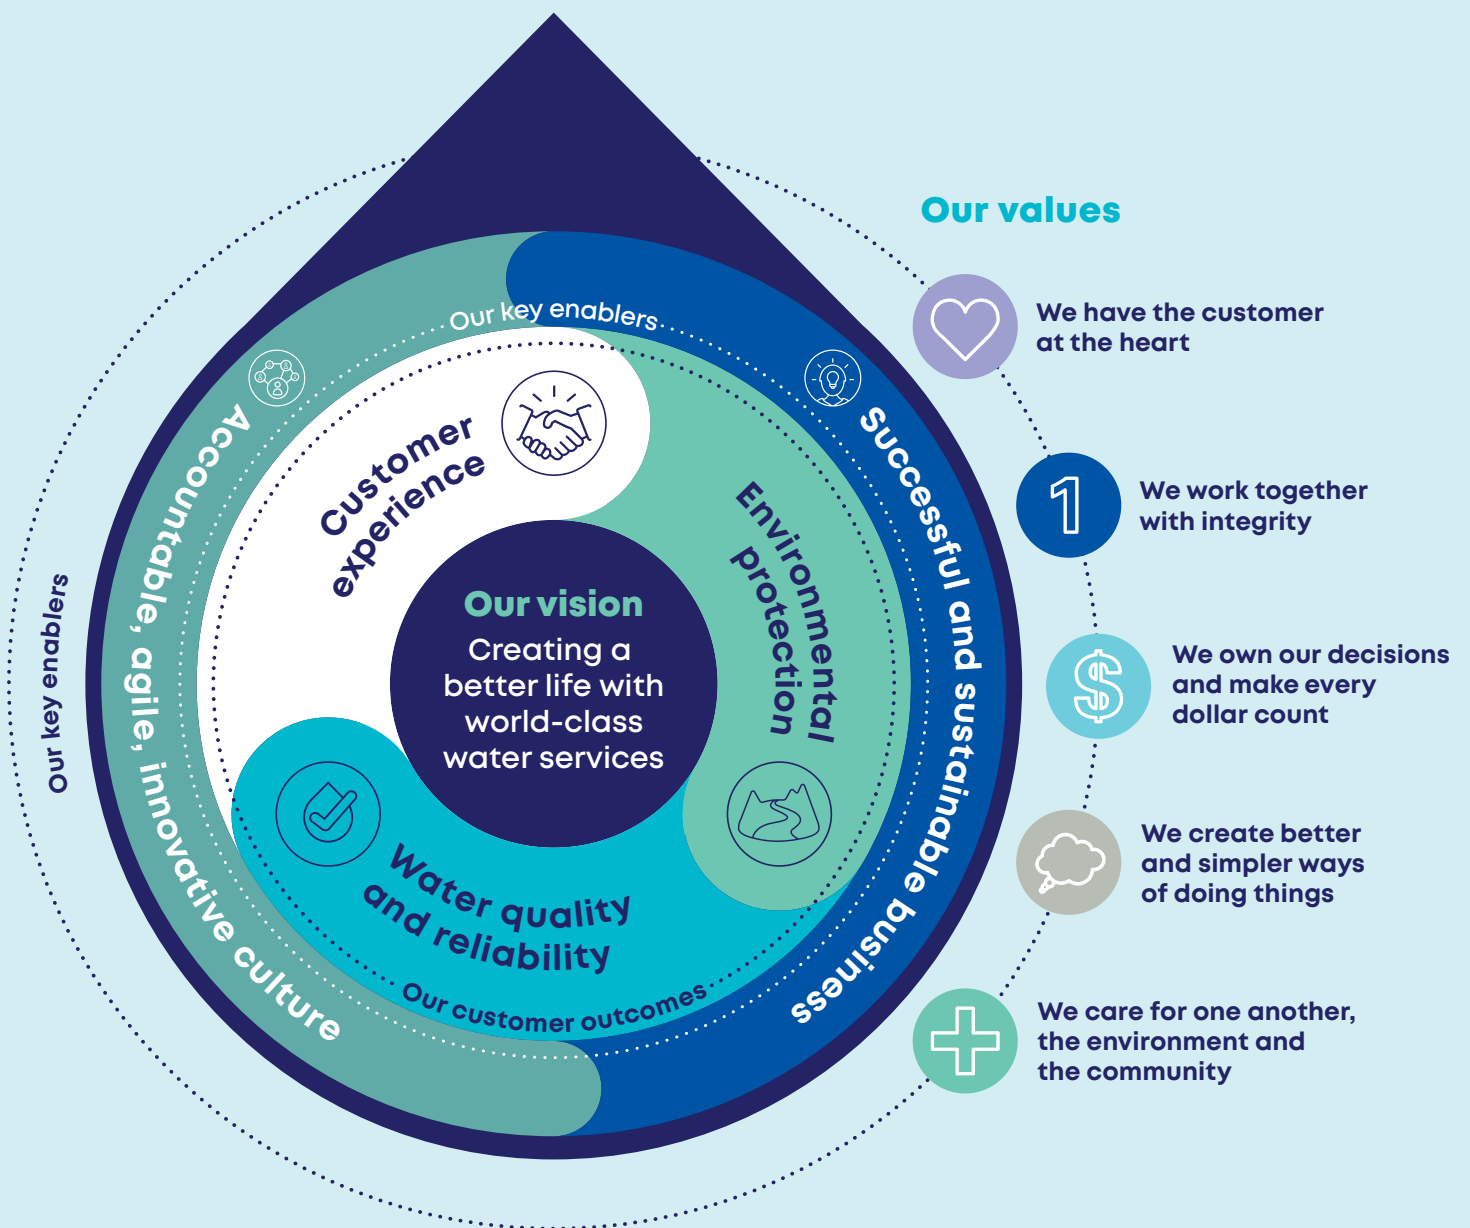 Our values
We have the customer
at the heart
1
We work together
with integrity
$
We own our decisions
and make every
dollar count
We create better
and simpler ways
of doing things
We care for one another,
the environment and
the community
Our key enablers
Our key enablers
Accountable, agile, innovative culture
Successful and sustainable business
Customer
experience
Environmental
protection
Our vision
Creating a
better life with
world-class
water services
Water quality
and reliability
Our customer outcomes